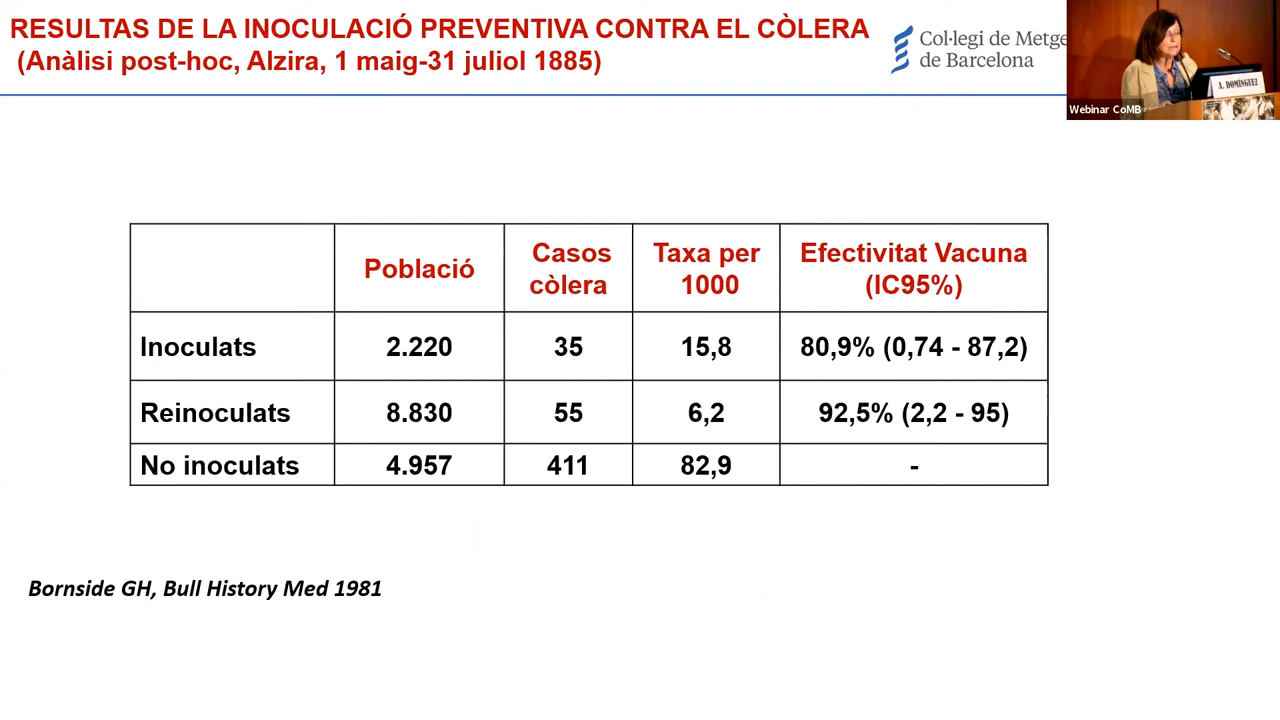 RESULTAS DE LA INOCULACIÓ PREVENTIVA CONTRA EL CÒLERA
(Anàlisi post-hoc, Alzira, 1 maig-31 juliol 1885)
Col·legi de Metge
de Barcelona
A. DOMÍNGUEZ
Webinar CoMB
Població
Casos
còlera
Taxa per
1000
Efectivitat Vacuna
(IC95%)
Inoculats 2.220 35 15,8 80,9% (0,74 - 87,2)
Reinoculats 8.830 55 6,2 92,5% (2,2 - 95)
No inoculats 4.957 411 82,9 -
Bornside GH, Bull History Med 1981